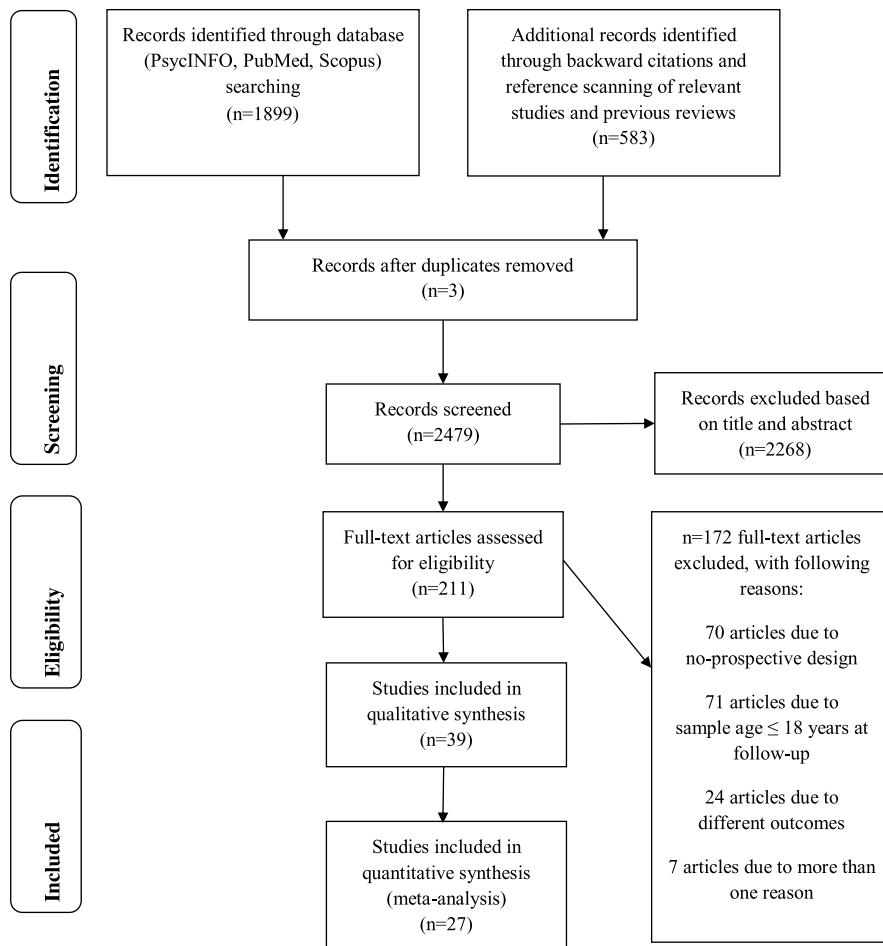 Identification
Records identified through database
(PsycINFO, PubMed, Scopus)
searching
(n=1899)
Additional records identified
through backward citations and
reference scanning of relevant
studies and previous reviews
(n=583)
Records after duplicates removed
(n=3)
Screening
Records screened
(n=2479)
Records excluded based
on title and abstract
(n=2268)
Eligibility
Full-text articles assessed
for eligibility
(n=211)
n=172 full-text articles
excluded, with following
reasons:
70 articles due to
no-prospective design
71 articles due to
sample age ≤ 18 years at
follow-up
24 articles due to
different outcomes
7 articles due to more than
one reason
Studies included in
qualitative synthesis
(n=39)
Included
Studies included in
quantitative synthesis
(meta-analysis)
(n=27)